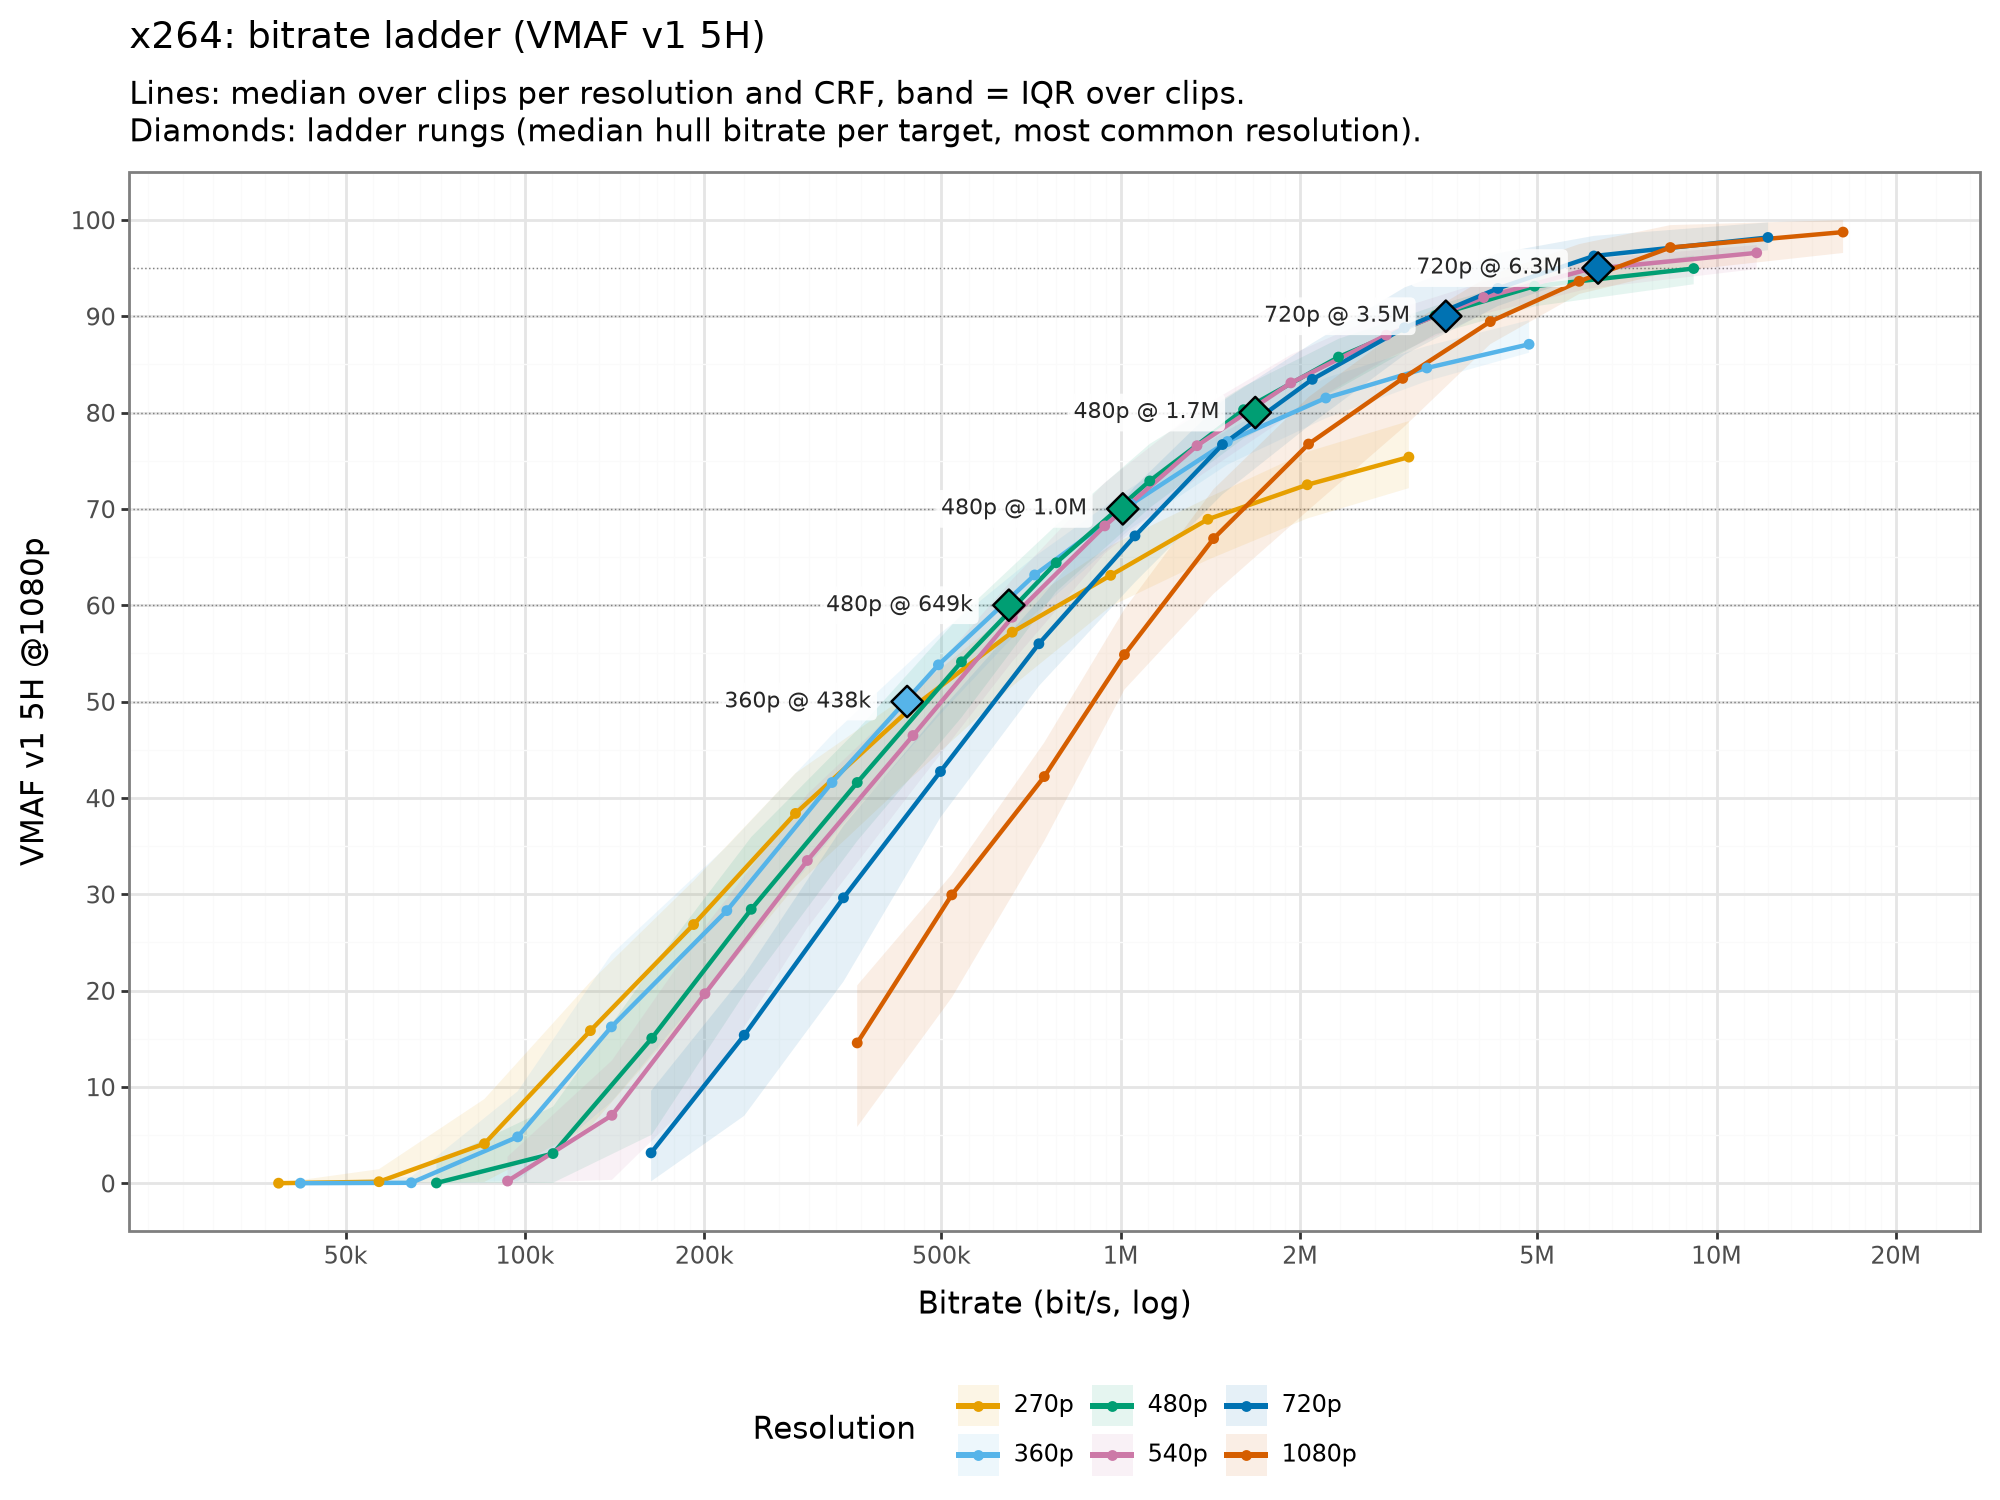 x264: bitrate ladder (VMAF v1 5H)
Lines: median over clips per resolution and CRF, band = IQR over clips.
Diamonds: ladder rungs (median hull bitrate per target, most common resolution).
VMAF v1 5H @1080p
100
90
80
70
60
50
40
30
20
10
0
720p @ 6.3M
720p @ 3.5M
480p @ 1.7M
480p @ 1.0M
480p @ 649k
360p @ 438k
50k 100k 200k 500k 1M 2M 5M 10M 20M
Bitrate (bit/s, log)
Resolution
270p 480p 720p
360p 540p 1080p